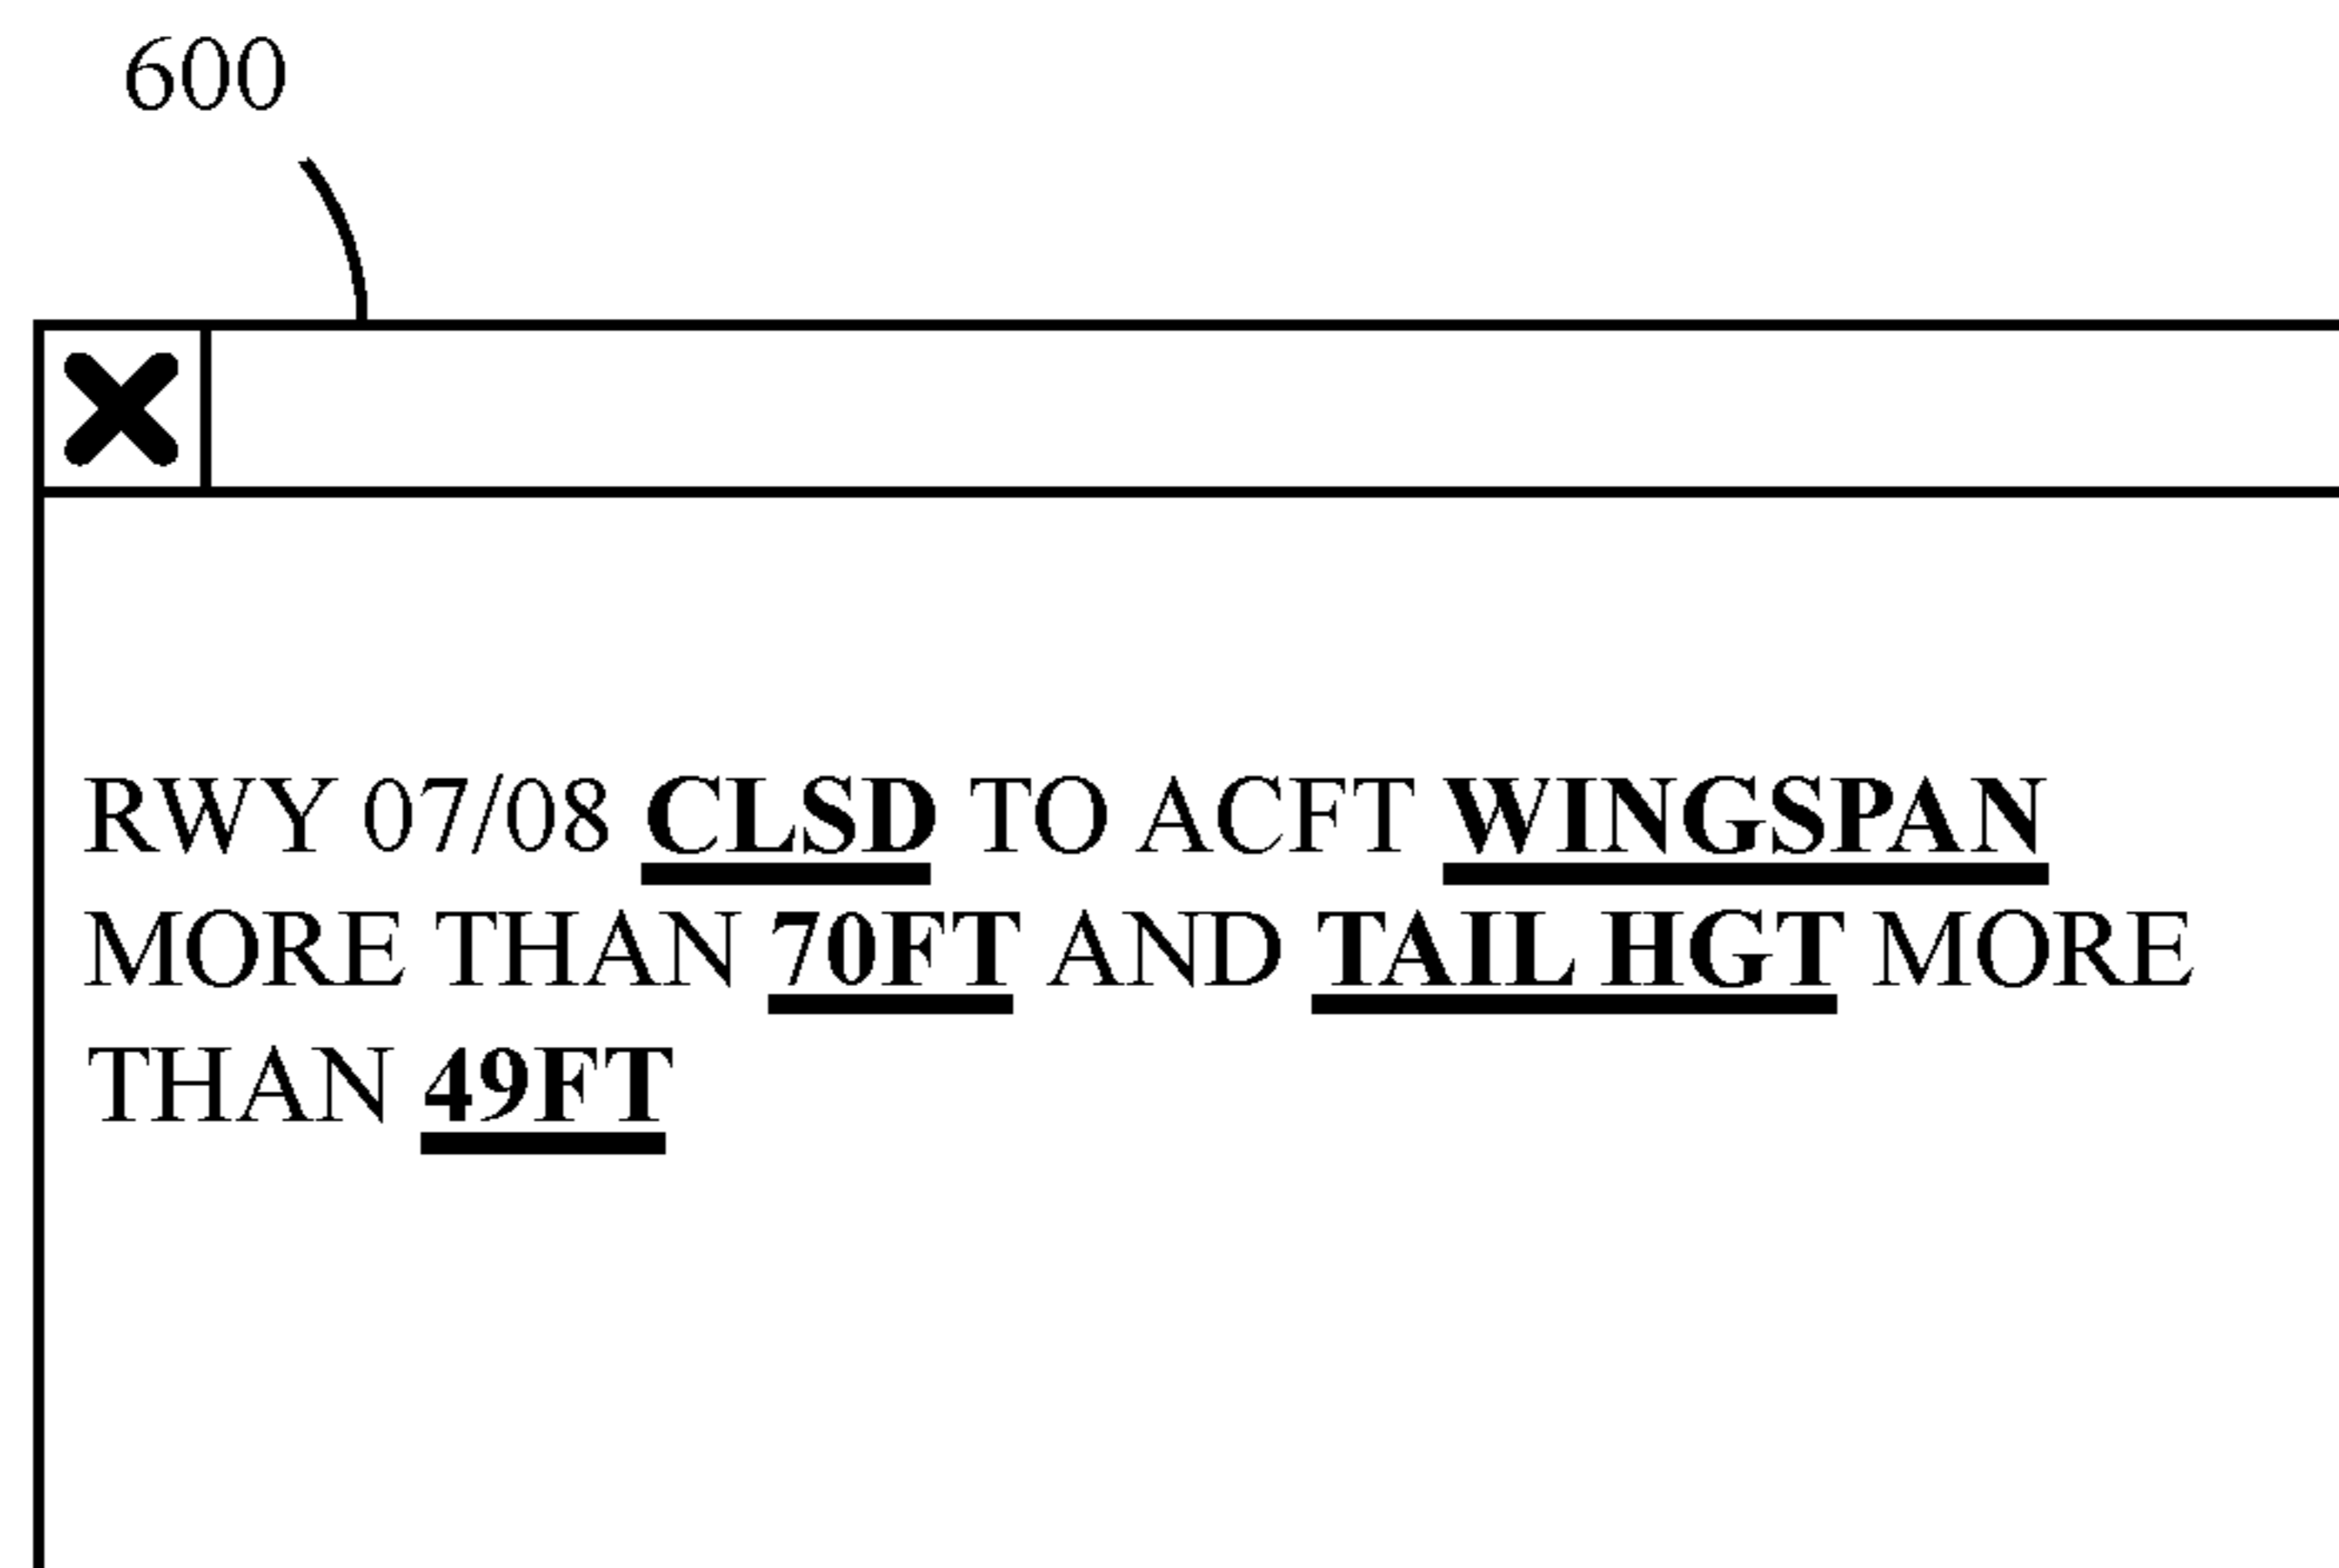 600
RWY 07/08 CLSD TO ACFT WINGSPAN
MORE THAN 70FT AND TAIL HGT MORE
THAN 49FT